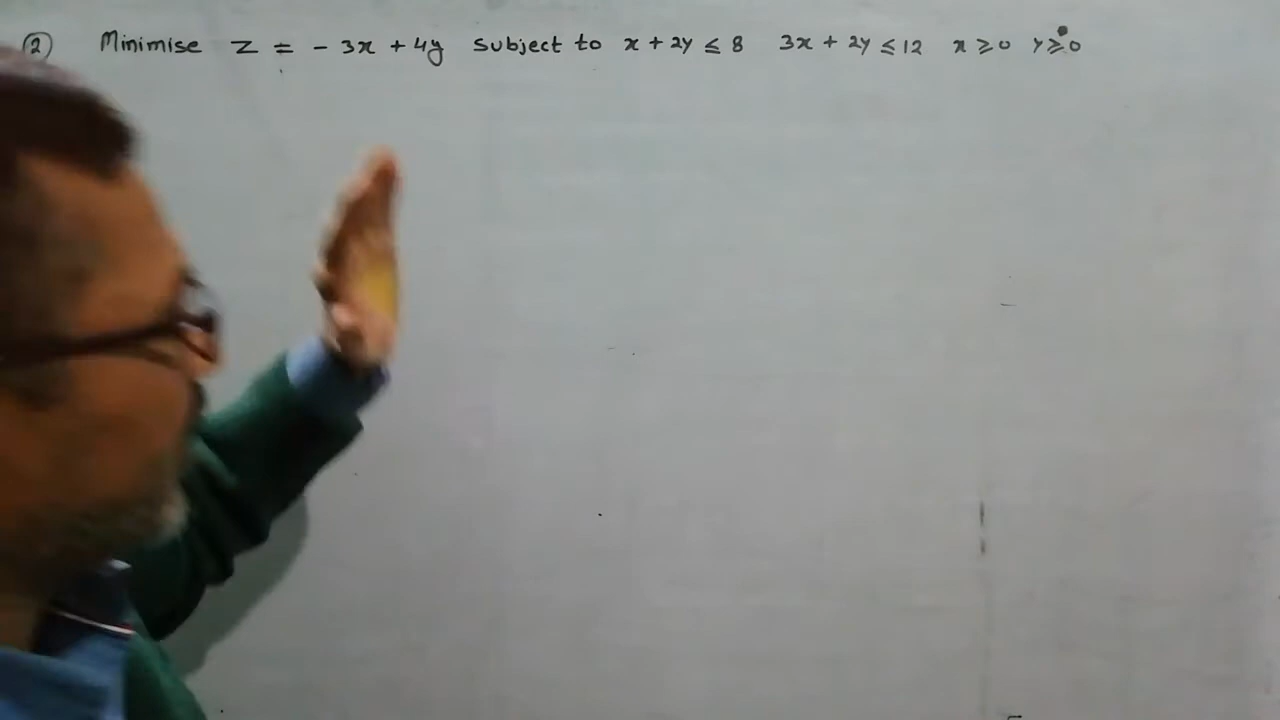 ② Minimise z = - 3x + 4y subject to x + 2y ≤ 8 3x + 2y ≤ 12 x ≥ 0 y ≥ 0